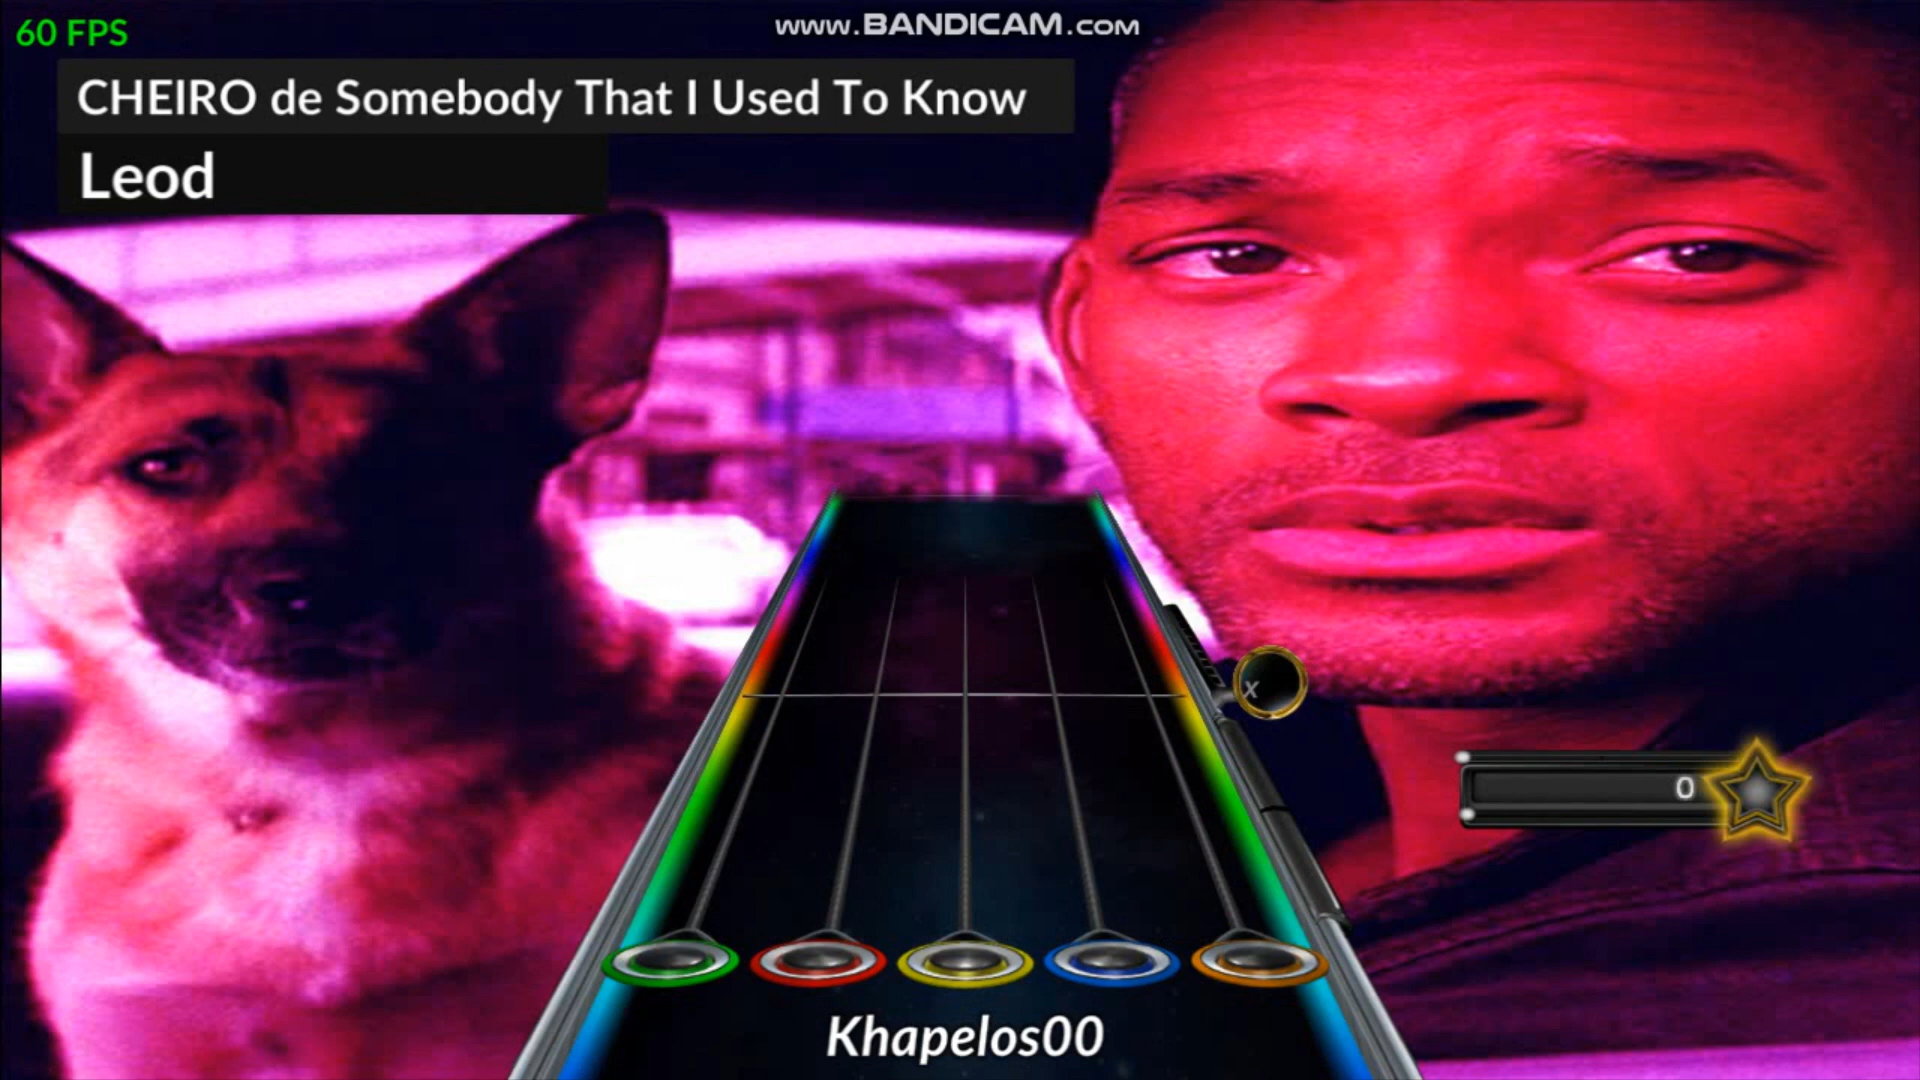 60 FPS
www.BANDICAM.com
CHEIRO de Somebody That I Used To Know
Leod
x
0
Khapelos00